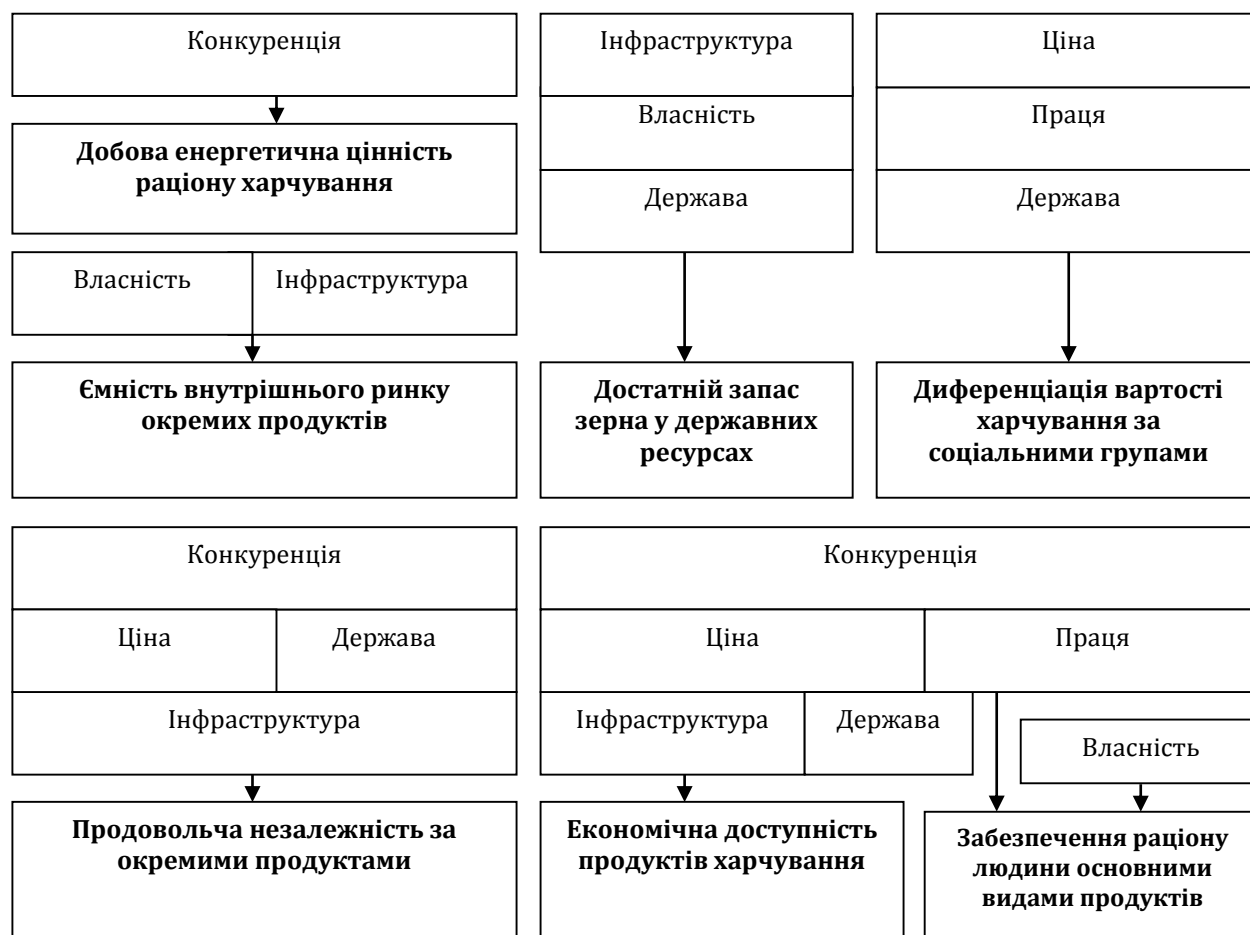 Конкуренція
Добова енергетична цінність
раціону харчування
Власність
Інфраструктура
Ємність внутрішнього ринку
окремих продуктів
Інфраструктура
Власність
Держава
Достатній запас
зерна у державних
ресурсах
Ціна
Праця
Держава
Диференціація вартості
харчування за
соціальними групами
Конкуренція
Ціна
Держава
Інфраструктура
Продовольча незалежність за
окремими продуктами
Конкуренція
Ціна
Праця
Інфраструктура
Держава
Власність
Економічна доступність
продуктів харчування
Забезпечення раціону
людини основними
видами продуктів